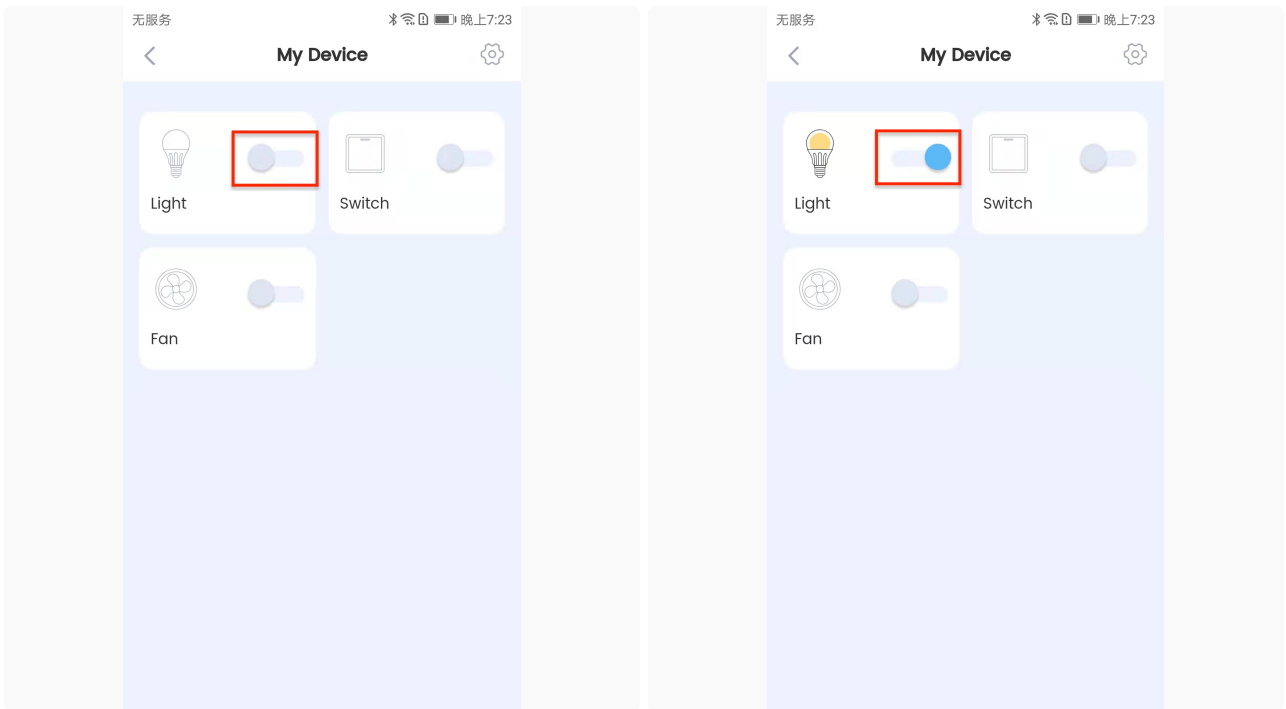 无服务 晚上7:23
My Device
Light Switch
Fan
无服务 晚上7:23
My Device
Light Switch
Fan